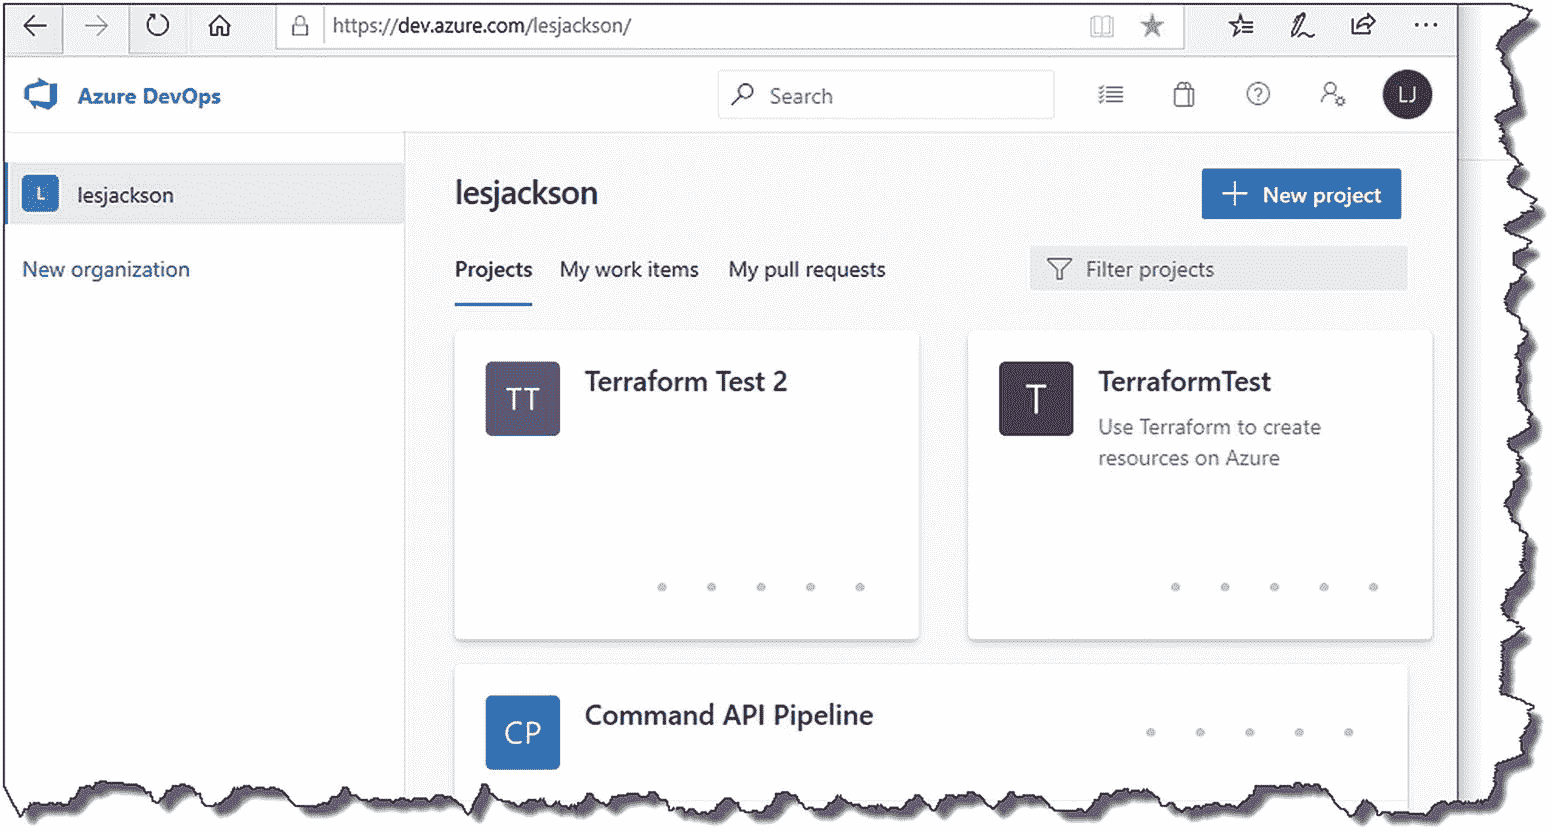 https://dev.azure.com/lesjackson/
Azure DevOps
Search
LJ
L
lesjackson
New organization
lesjackson
New project
Projects
My work items
My pull requests
Filter projects
TT
Terraform Test 2
T
TerraformTest
Use Terraform to create
resources on Azure
CP
Command API Pipeline